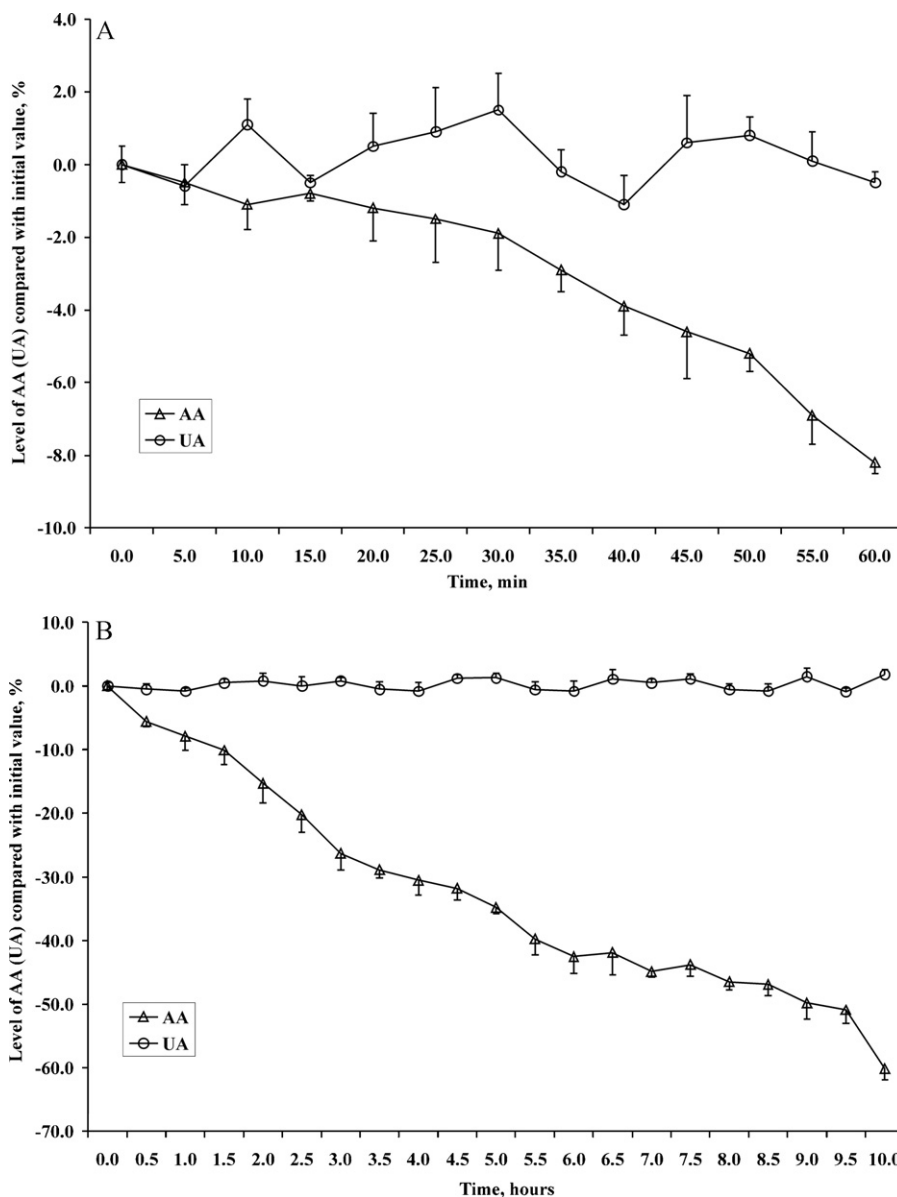 A
Level of AA (UA) compared with initial value, %
4.0
2.0
0.0
-2.0
-4.0
-6.0
-8.0
-10.0
AA
UA
0.0 5.0 10.0 15.0 20.0 25.0 30.0 35.0 40.0 45.0 50.0 55.0 60.0
Time, min
B
Level of AA (UA) compared with initial value, %
10.0
0.0
-10.0
-20.0
-30.0
-40.0
-50.0
-60.0
-70.0
AA
UA
0.0 0.5 1.0 1.5 2.0 2.5 3.0 3.5 4.0 4.5 5.0 5.5 6.0 6.5 7.0 7.5 8.0 8.5 9.0 9.5 10.0
Time, hours